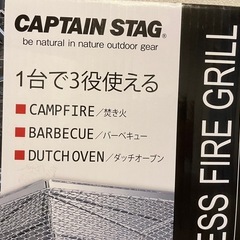 CAPTAIN STAG®
be natural in nature outdoor gear
1台で3役使える
■CAMPFIRE／焚き火
■BARBECUE／バーベキュー
■DUTCH OVEN／ダッチオーブン
ESS FIRE GRILL